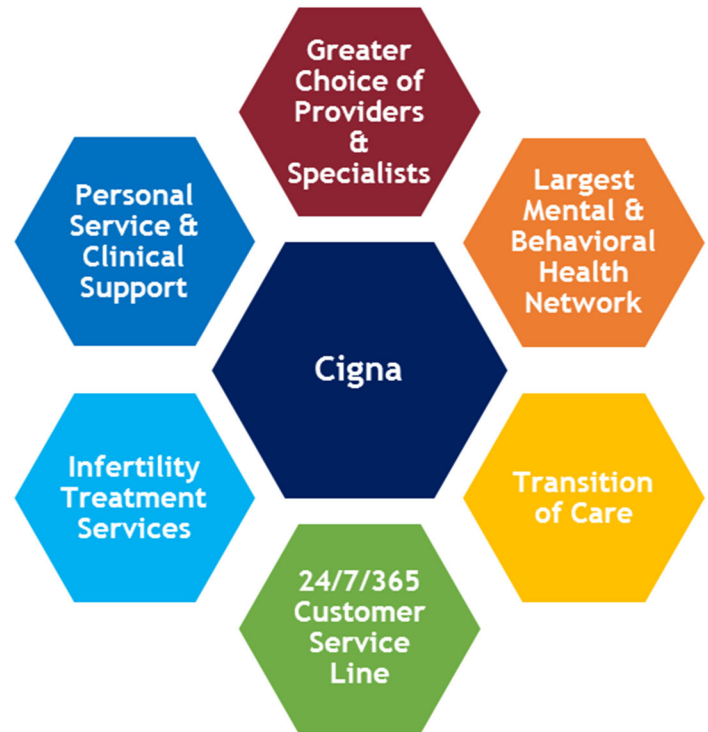 Greater
Choice of
Providers
&
Specialists
Largest
Mental &
Behavioral
Health
Network
Transition
of Care
24/7/365
Customer
Service
Line
Infertility
Treatment
Services
Personal
Service &
Clinical
Support
Cigna